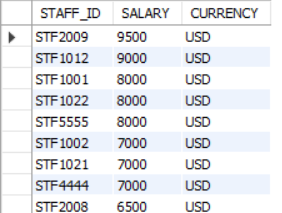 STAFF_ID SALARY CURRENCY
STF2009 9500 USD
STF1012 9000 USD
STF1001 8000 USD
STF1022 8000 USD
STF5555 8000 USD
STF1002 7000 USD
STF1021 7000 USD
STF4444 7000 USD
STF2008 6500 USD